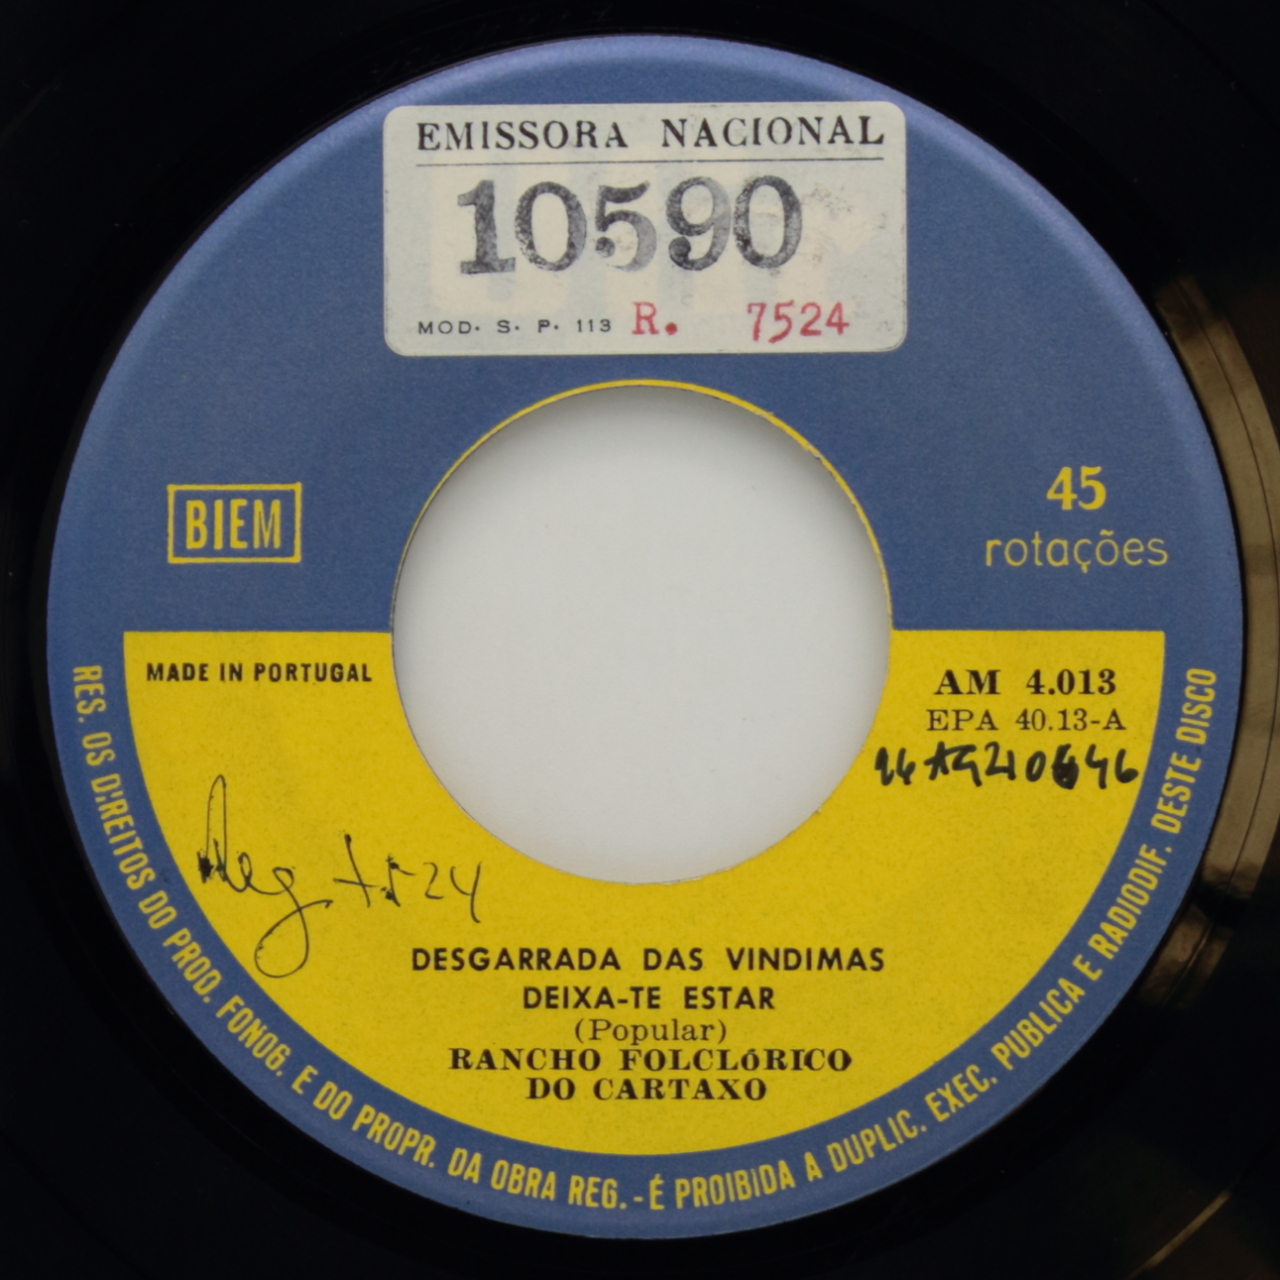 EMISSORA NACIONAL
10590
MOD. S. P. 113 R. 7524
BIEM
45
rotações
MADE IN PORTUGAL
AM 4.013
EPA 40.13-A
Reg. 7524
DESGARRADA DAS VINDIMAS
DEIXA-TE ESTAR
(Popular)
RANCHO FOLCLÓRICO
DO CARTAXO
RES. OS DIREITOS DO PROD. FONOG. E DO PROPR. DA OBRA REG. - É PROIBIDA A DUPLIC. EXEC. PUBLICA E RADIODIF. DESTE DISCO